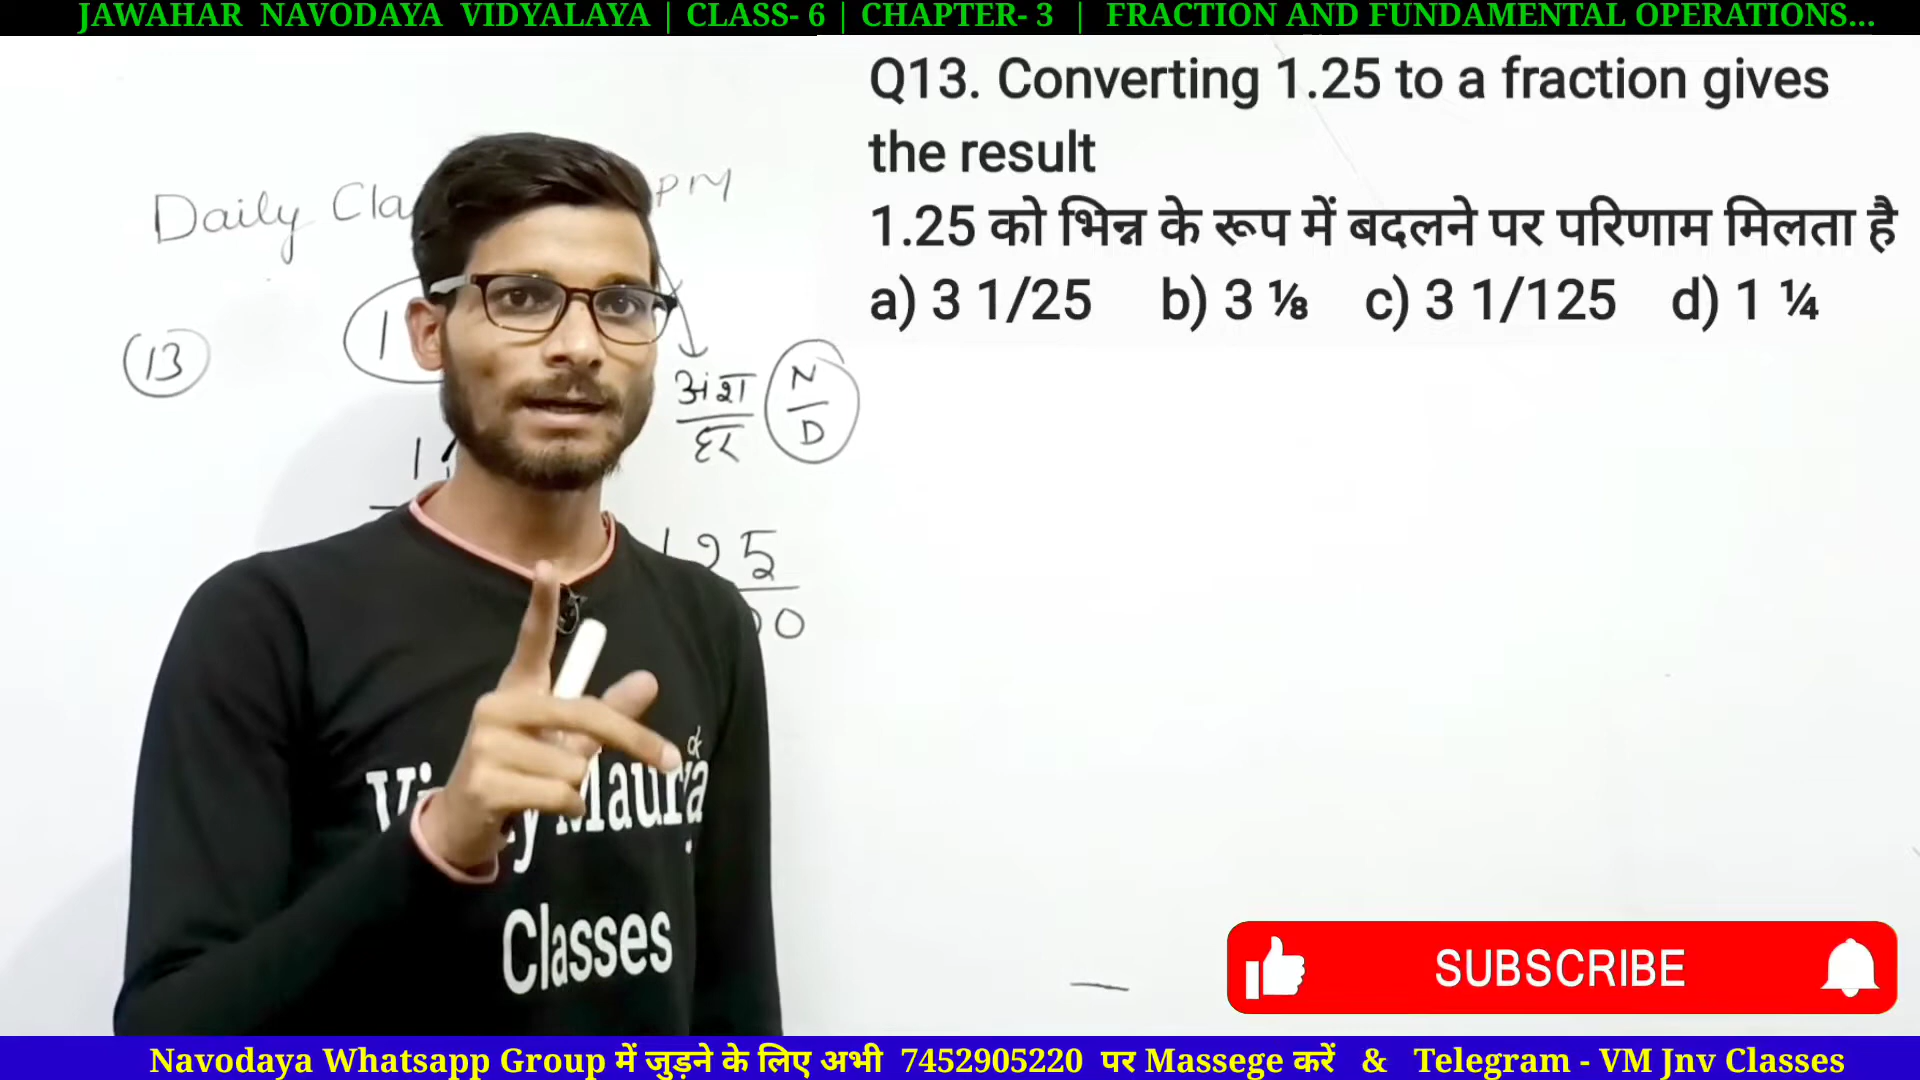 JAWAHAR NAVODAYA VIDYALAYA | CLASS- 6 | CHAPTER- 3 | FRACTION AND FUNDAMENTAL OPERATIONS...
Q13. Converting 1.25 to a fraction gives
the result
1.25 को भिन्न के रूप में बदलने पर परिणाम मिलता है
a) 3 1/25 b) 3 ⅛ c) 3 1/125 d) 1 ¼
Daily PM
13
अंश
हर
N
D
125
Classes
SUBSCRIBE
Navodaya Whatsapp Group में जुड़ने के लिए अभी 7452905220 पर Massege करें & Telegram - VM Jnv Classes